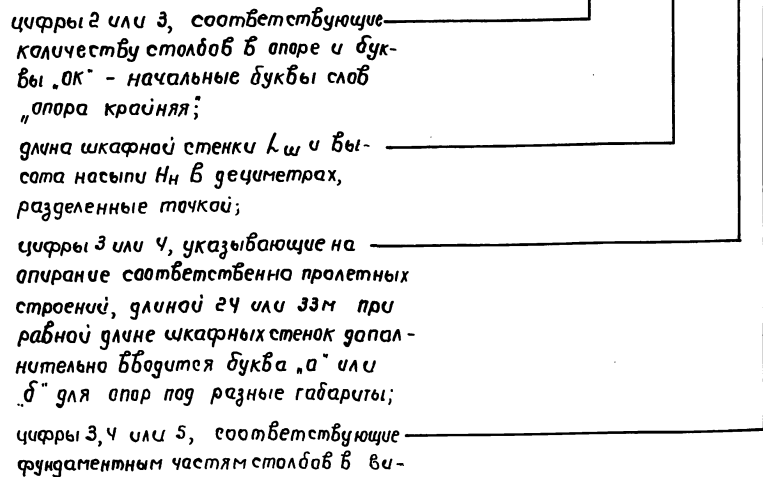 цифры 2 или 3, соответствующие
количеству столбов в опоре и бук-
вы „ОК" - начальные буквы слов
„опора крайняя";
длина шкафной стенки Lш и вы-
сота насыпи Hн в дециметрах,
разделенные точкой;
цифры 3 или 4, указывающие на
опирание соответственно пролетных
строений, длиной 24 или 33м при
равной длине шкафных стенок допол-
нительно вводится буква „а" или
„б" для опор под разные габариты;
цифры 3, 4 или 5, соответствующие
фундаментным частям столбов в ви-